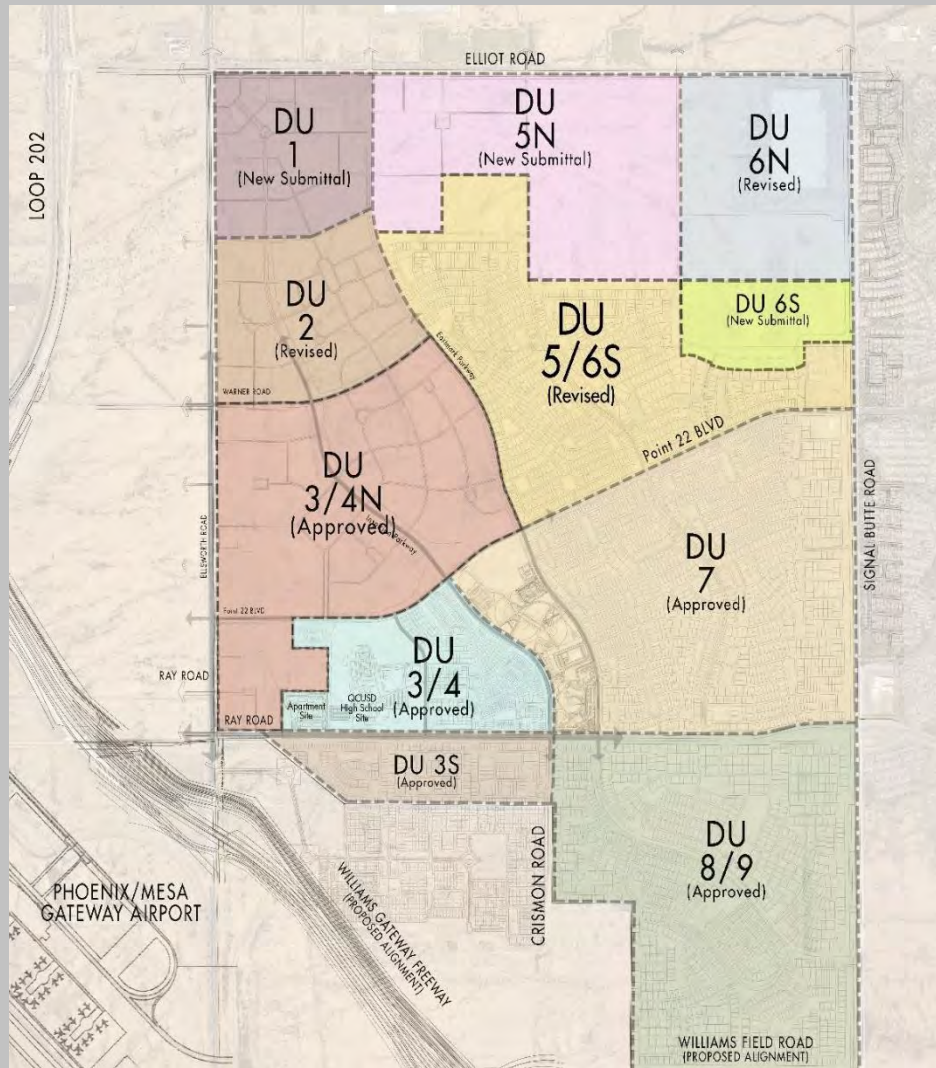 ELLIOT ROAD
LOOP 202
DU
1
(New Submittal)
DU
5N
(New Submittal)
DU
6N
(Revised)
DU
2
(Revised)
WARNER ROAD
Eastmark Parkway
DU
5/6S
(Revised)
DU 6S
(New Submittal)
Point 22 BLVD
DU
3/4N
(Approved)
Parkway
ELLSWORTH ROAD
SIGNAL BUTTE ROAD
DU
7
(Approved)
Point 22 BLVD
RAY ROAD
RAY ROAD
Apartment
Site
QCUSD
High School
Site
DU
3/4
(Approved)
DU 3S
(Approved)
DU
8/9
(Approved)
CRISMON ROAD
PHOENIX/MESA
GATEWAY AIRPORT
WILLIAMS GATEWAY FREEWAY
(PROPOSED ALIGNMENT)
WILLIAMS FIELD ROAD
(PROPOSED ALIGNMENT)